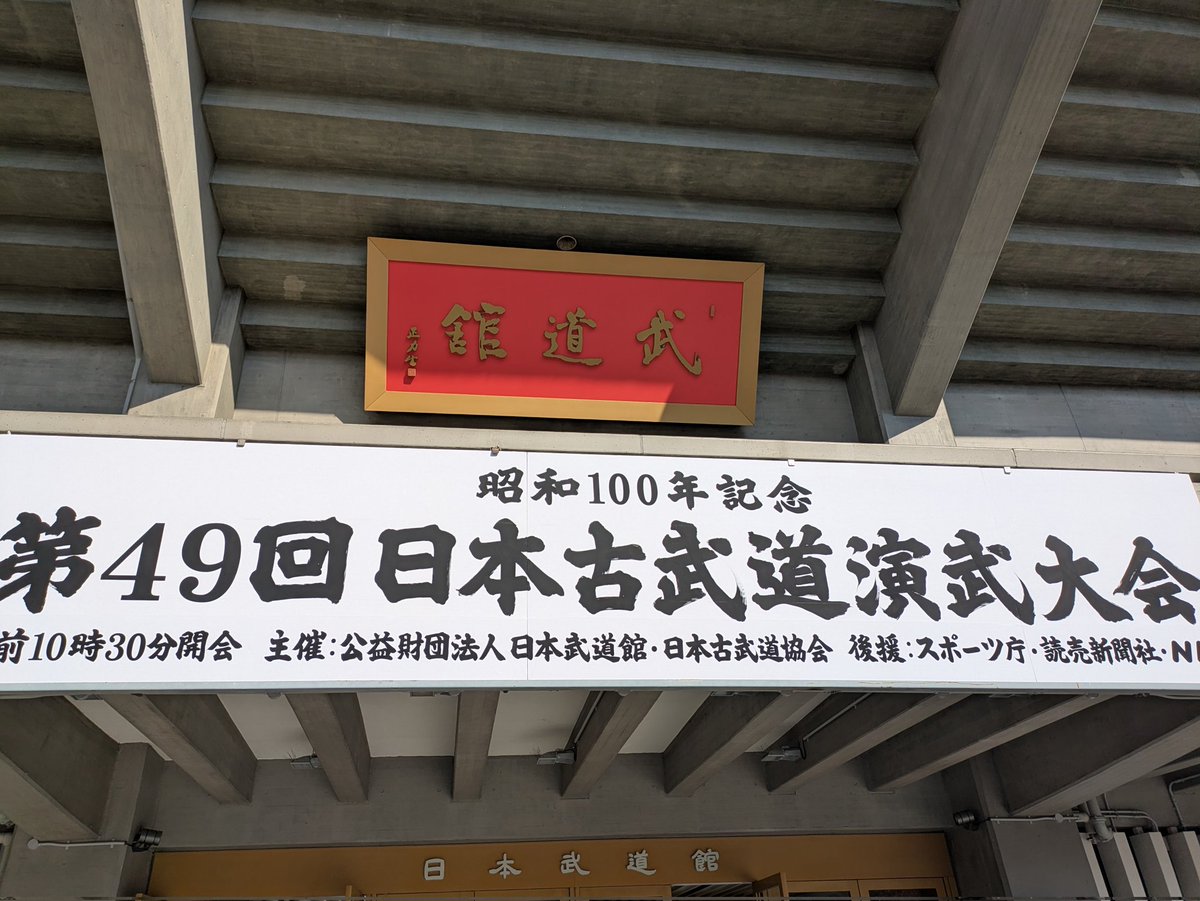 武道館
正力書
昭和100年記念
第49回日本古武道演武大会
前10時30分開会 主催:公益財団法人日本武道館・日本古武道協会 後援:スポーツ庁・読売新聞社・N
日本武道館